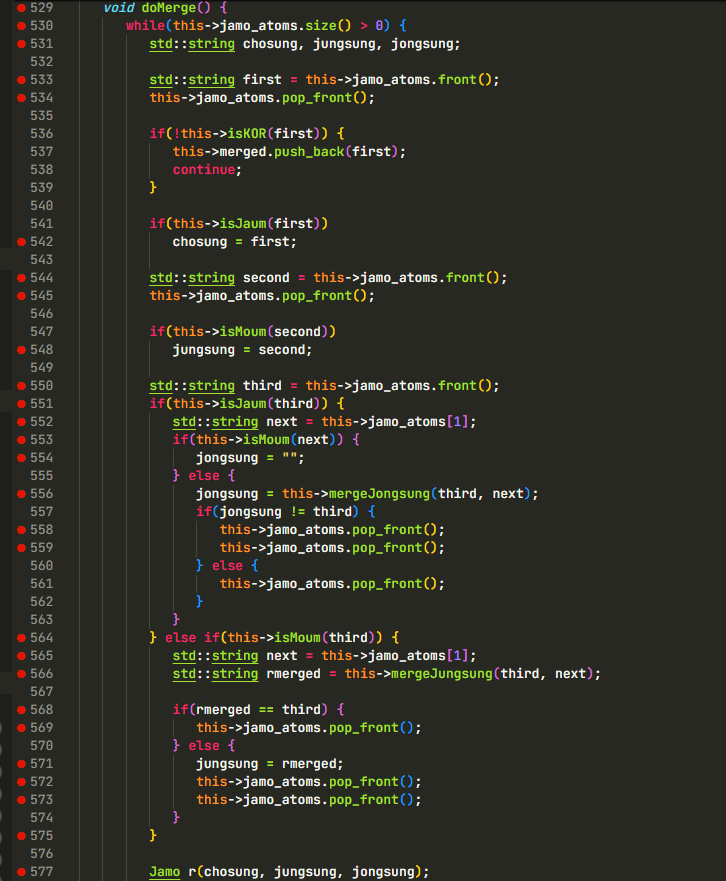 529 void doMerge() {
530 while(this->jamo_atoms.size() > 0) {
531 std::string chosung, jungsung, jongsung;
532
533 std::string first = this->jamo_atoms.front();
534 this->jamo_atoms.pop_front();
535
536 if(!this->isKOR(first)) {
537 this->merged.push_back(first);
538 continue;
539 }
540
541 if(this->isJaum(first))
542 chosung = first;
543
544 std::string second = this->jamo_atoms.front();
545 this->jamo_atoms.pop_front();
546
547 if(this->isMoum(second))
548 jungsung = second;
549
550 std::string third = this->jamo_atoms.front();
551 if(this->isJaum(third)) {
552 std::string next = this->jamo_atoms[1];
553 if(this->isMoum(next)) {
554 jongsung = "";
555 } else {
556 jongsung = this->mergeJongsung(third, next);
557 if(jongsung != third) {
558 this->jamo_atoms.pop_front();
559 this->jamo_atoms.pop_front();
560 } else {
561 this->jamo_atoms.pop_front();
562 }
563 }
564 } else if(this->isMoum(third)) {
565 std::string next = this->jamo_atoms[1];
566 std::string rmerged = this->mergeJungsung(third, next);
567
568 if(rmerged == third) {
569 this->jamo_atoms.pop_front();
570 } else {
571 jungsung = rmerged;
572 this->jamo_atoms.pop_front();
573 this->jamo_atoms.pop_front();
574 }
575 }
576
577 Jamo r(chosung, jungsung, jongsung);